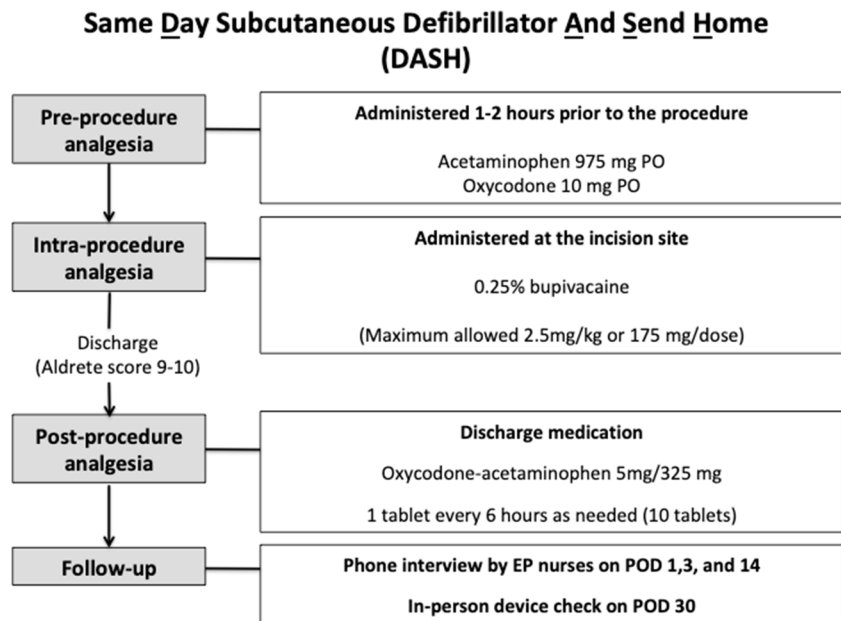 Same Day Subcutaneous Defibrillator And Send Home
(DASH)
Pre-procedure
analgesia
Administered 1-2 hours prior to the procedure
Acetaminophen 975 mg PO
Oxycodone 10 mg PO
Intra-procedure
analgesia
Administered at the incision site
0.25% bupivacaine
(Maximum allowed 2.5mg/kg or 175 mg/dose)
Discharge
(Aldrete score 9-10)
Post-procedure
analgesia
Discharge medication
Oxycodone-acetaminophen 5mg/325 mg
1 tablet every 6 hours as needed (10 tablets)
Follow-up
Phone interview by EP nurses on POD 1,3, and 14
In-person device check on POD 30